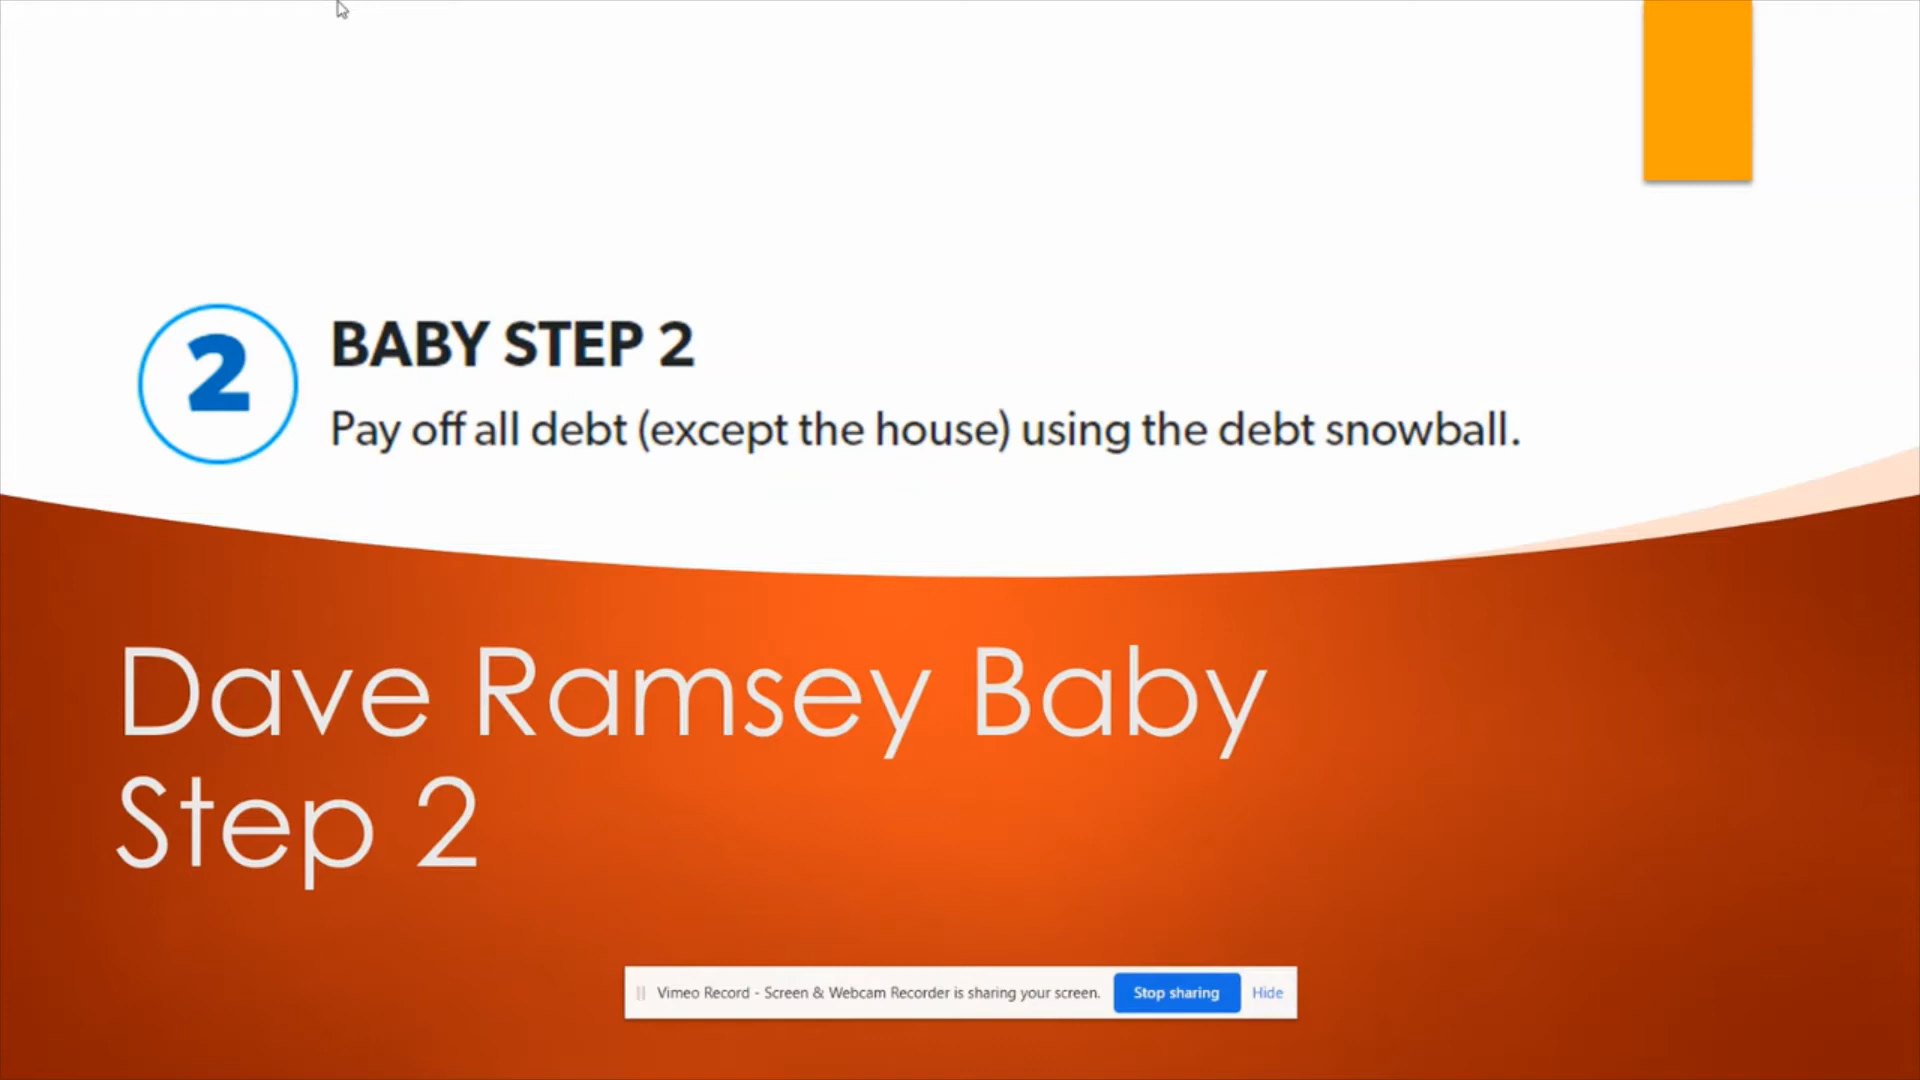 2
BABY STEP 2
Pay off all debt (except the house) using the debt snowball.
Dave Ramsey Baby
Step 2
Vimeo Record - Screen & Webcam Recorder is sharing your screen. Stop sharing Hide